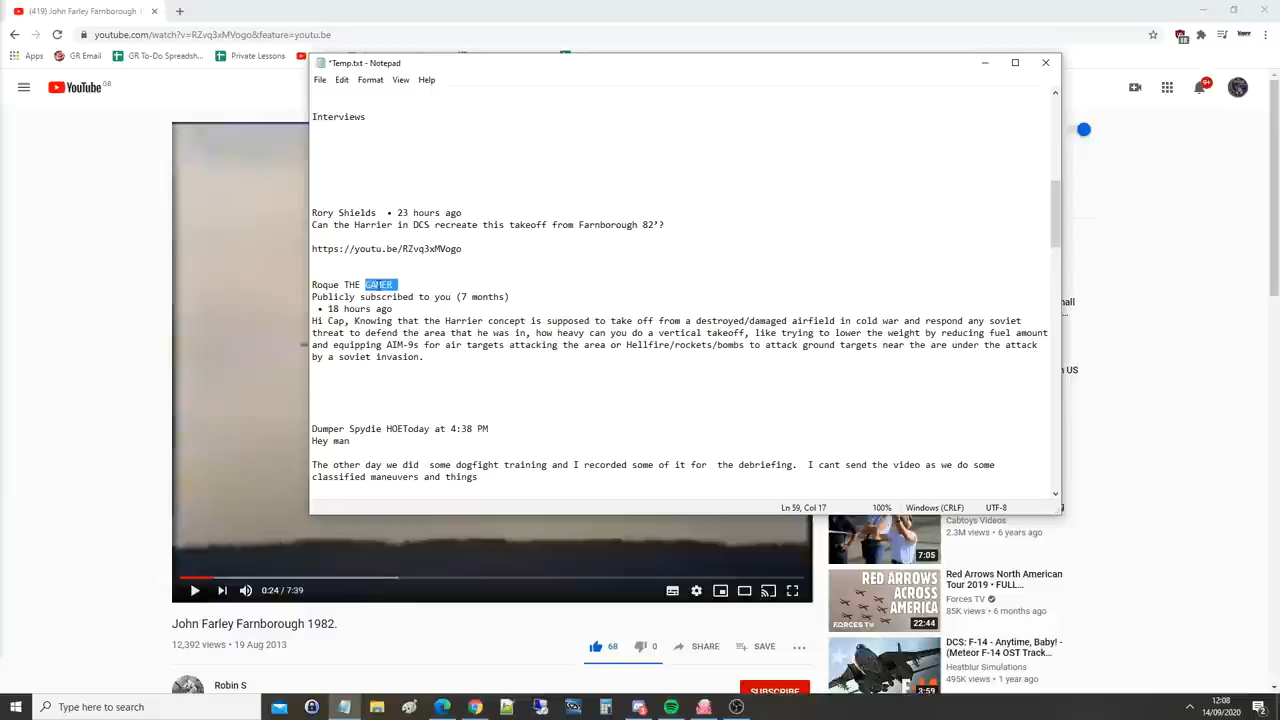 (419) John Farley Farnborough
youtube.com/watch?v=RZvq3xMVogo&feature=youtu.be
Apps
GR Email
GR To-Do Spreadsh...
Private Lessons
*Temp.txt - Notepad
File Edit Format View Help
YouTube GB
9+
Interviews
Rory Shields • 23 hours ago
Can the Harrier in DCS recreate this takeoff from Farnborough 82’?
https://youtu.be/RZvq3xMVogo
Roque THE GAMER
Publicly subscribed to you (7 months)
• 18 hours ago
Hi Cap, Knowing that the Harrier concept is supposed to take off from a destroyed/damaged airfield in cold war and respond any soviet
threat to defend the area that he was in, how heavy can you do a vertical takeoff, like trying to lower the weight by reducing fuel amount
and equipping AIM-9s for air targets attacking the area or Hellfire/rockets/bombs to attack ground targets near the are under the attack
by a soviet invasion.
Dumper Spydie HOEToday at 4:38 PM
Hey man
The other day we did  some dogfight training and I recorded some of it for  the debriefing.  I cant send the video as we do some
classified maneuvers and things
Ln 59, Col 17 100% Windows (CRLF) UTF-8
Cabtoys Videos
2.3M views • 6 years ago
7:05
Red Arrows North American
Tour 2019 • FULL...
Forces TV
85K views • 6 months ago
RED ARROWS
ACROSS
AMERICA
FORCES TV
22:44
DCS: F-14 - Anytime, Baby! -
(Meteor F-14 OST Track...
Heatblur Simulations
495K views • 1 year ago
3:59
0:24 / 7:39
John Farley Farnborough 1982.
12,392 views • 19 Aug 2013
68 0 SHARE SAVE
Robin S
SUBSCRIBE
Type here to search
12:08
14/09/2020
2